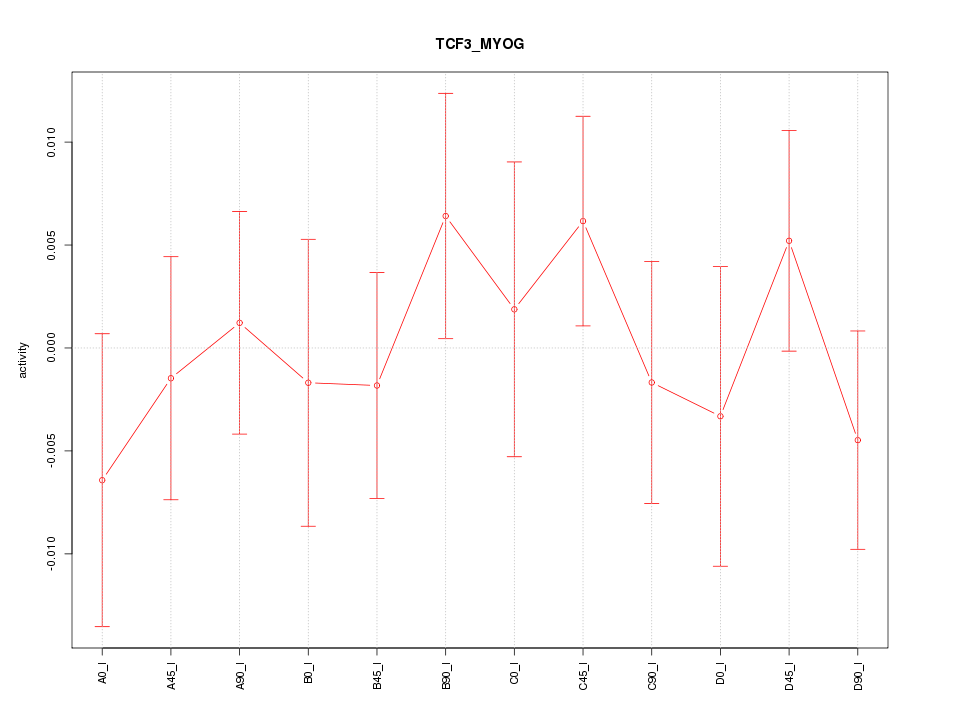 TCF3_MYOG
activity
0.010
0.005
0.000
-0.005
-0.010
A0_I
A45_I
A90_I
B0_I
B45_I
B90_I
C0_I
C45_I
C90_I
D0_I
D45_I
D90_I